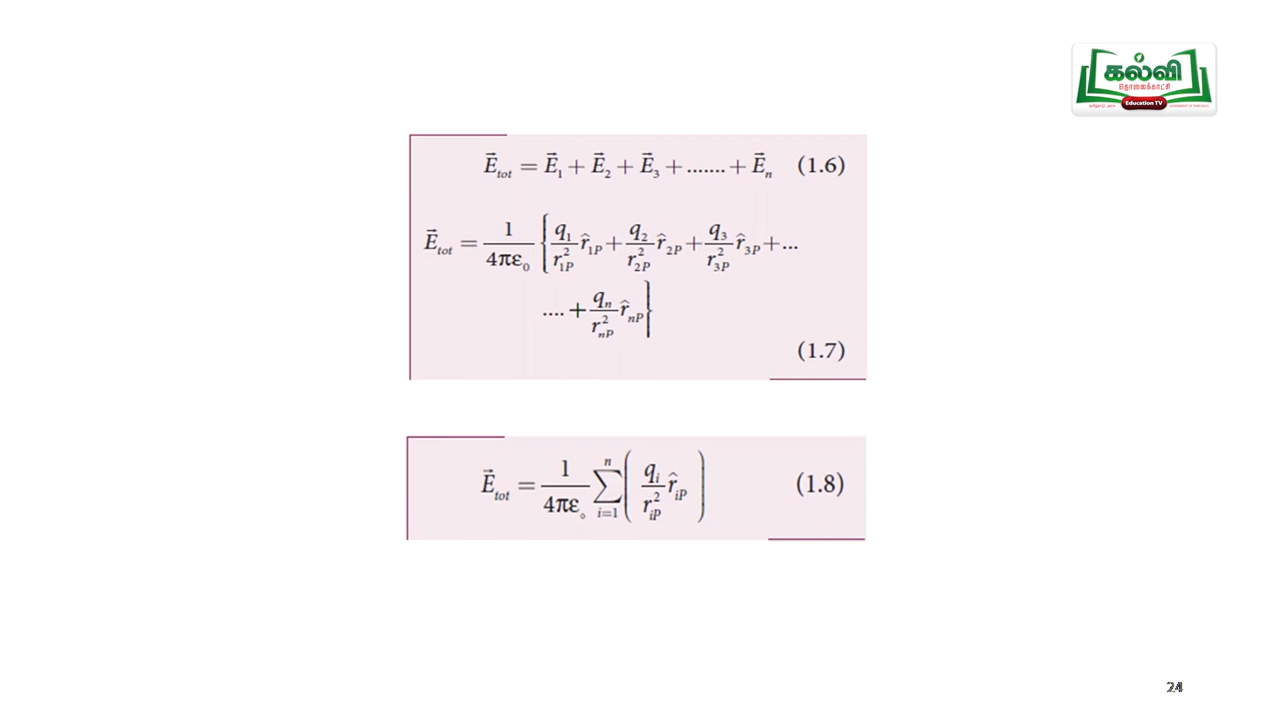 கல்வி
தொலைக்காட்சி
Education TV
E⃗_tot = E⃗_1 + E⃗_2 + E⃗_3 + ....... + E⃗_n (1.6)
E⃗_tot = 1/(4πε_0) { q_1/r_1P^2 r̂_1P + q_2/r_2P^2 r̂_2P + q_3/r_3P^2 r̂_3P + ...
.... + q_n/r_nP^2 r̂_nP }
(1.7)
E⃗_tot = 1/(4πε_∘) ∑_{i=1}^{n} ( q_i/r_iP^2 r̂_iP ) (1.8)
24